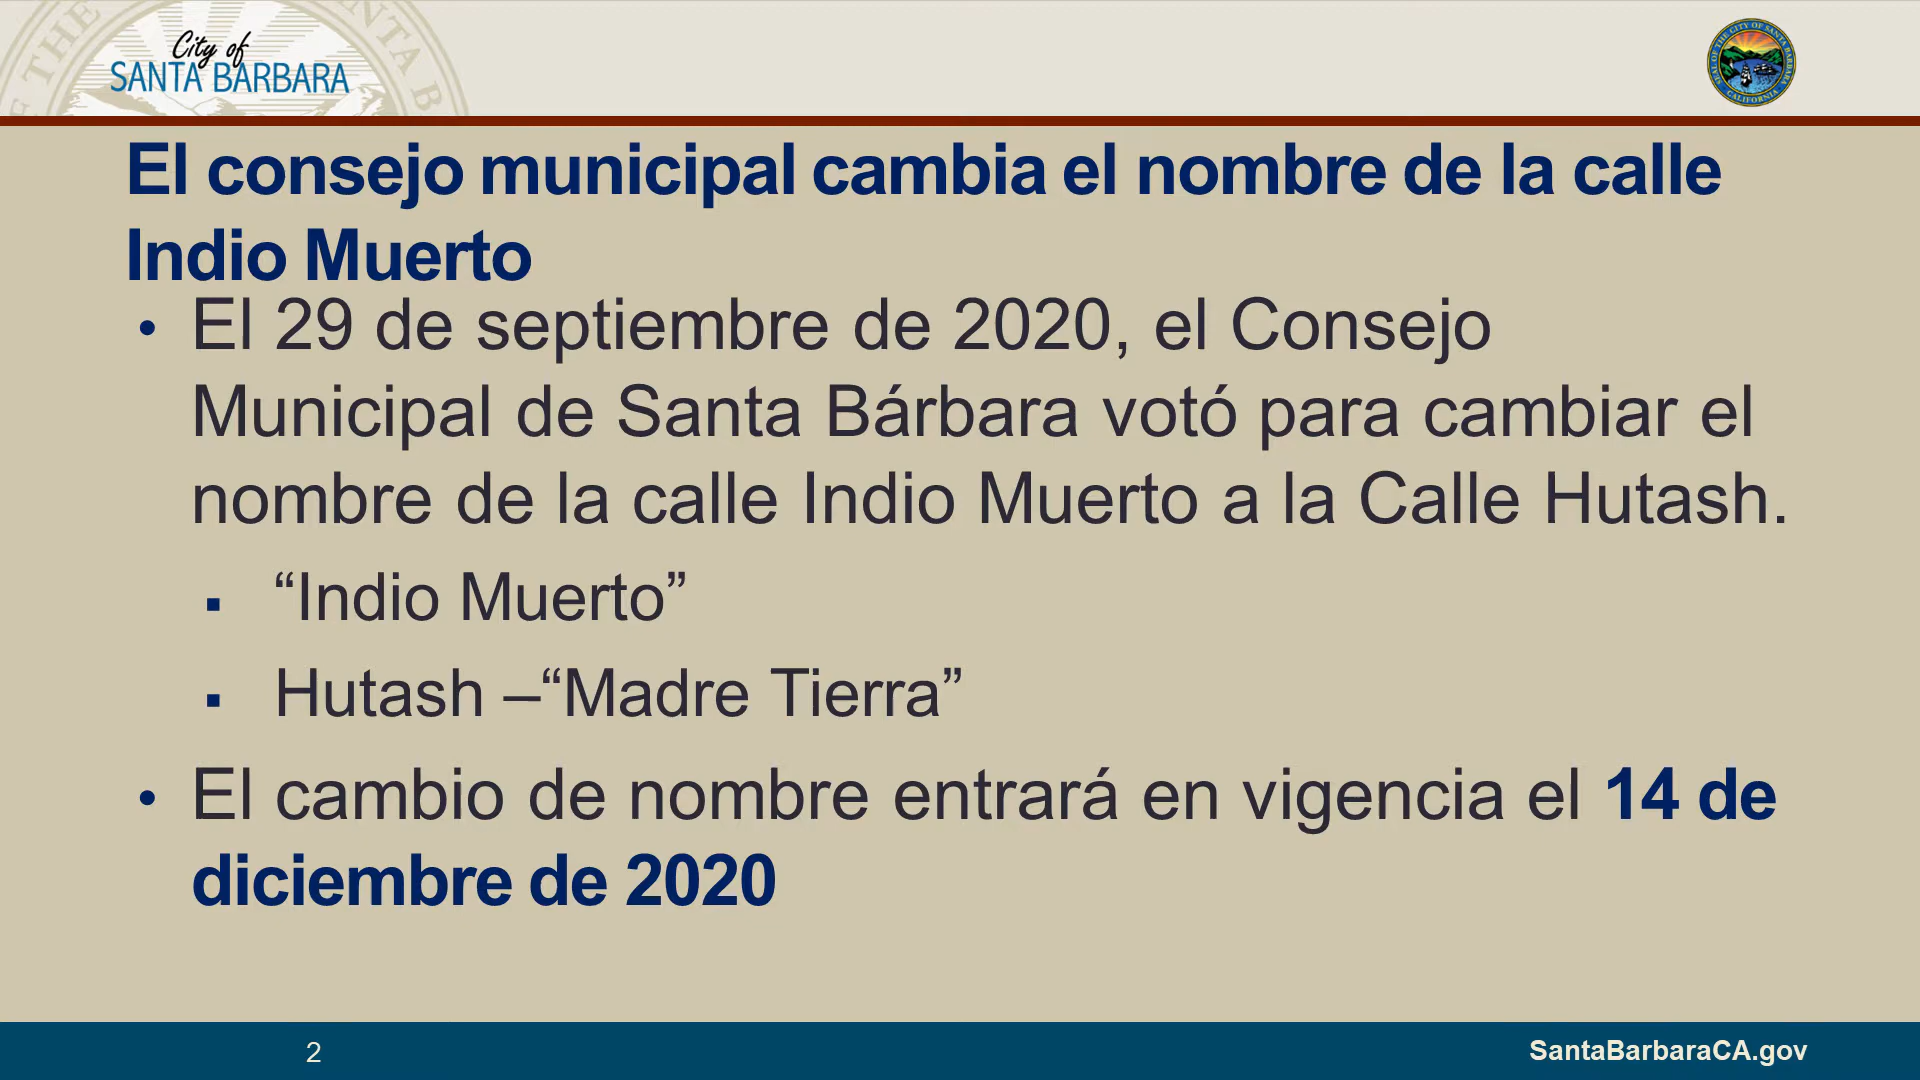 City of
SANTA BARBARA
El consejo municipal cambia el nombre de la calle
Indio Muerto
• El 29 de septiembre de 2020, el Consejo
Municipal de Santa Bárbara votó para cambiar el
nombre de la calle Indio Muerto a la Calle Hutash.
▪ “Indio Muerto”
▪ Hutash –“Madre Tierra”
• El cambio de nombre entrará en vigencia el 14 de
diciembre de 2020
2
SantaBarbaraCA.gov